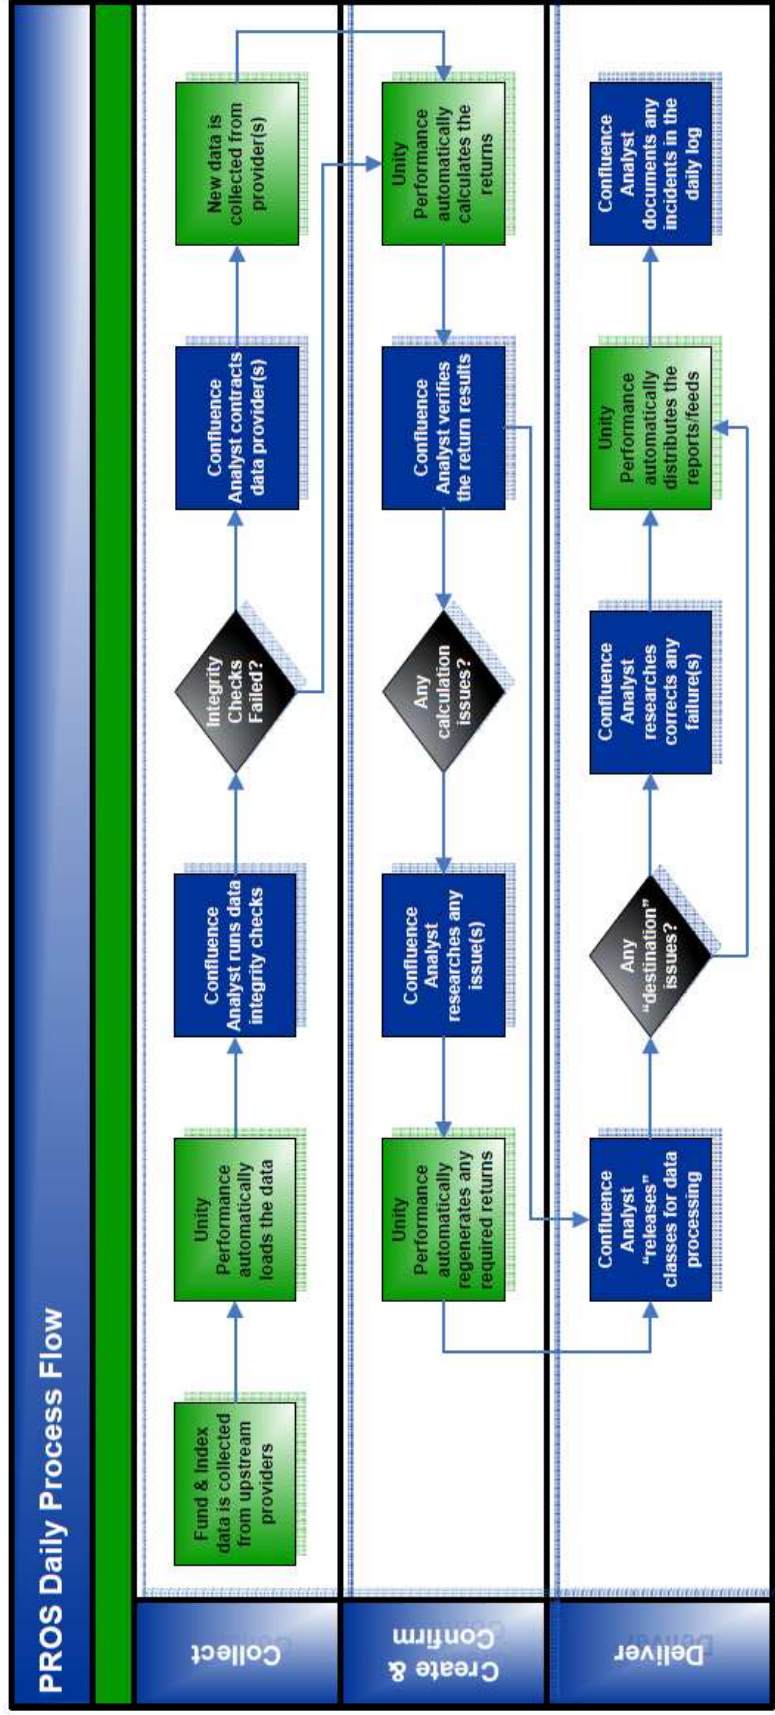 PROS Daily Process Flow
Collect
Fund & Index
data is collected
from upstream
providers
Unity
Performance
automatically
loads the data
Confluence
Analyst runs data
integrity checks
Integrity
Checks
Failed?
Confluence
Analyst contracts
data provider(s)
New data is
collected from
provider(s)
Create &
Confirm
Unity
Performance
automatically
calculates the
returns
Confluence
Analyst verifies
the return results
Any
calculation
issues?
Confluence
Analyst
researches any
issue(s)
Unity
Performance
automatically
regenerates any
required returns
Deliver
Confluence
Analyst
“releases”
classes for data
processing
Any
“destination”
issues?
Confluence
Analyst
researches
corrects any
failure(s)
Unity
Performance
automatically
distributes the
reports/feeds
Confluence
Analyst
documents any
incidents in the
daily log